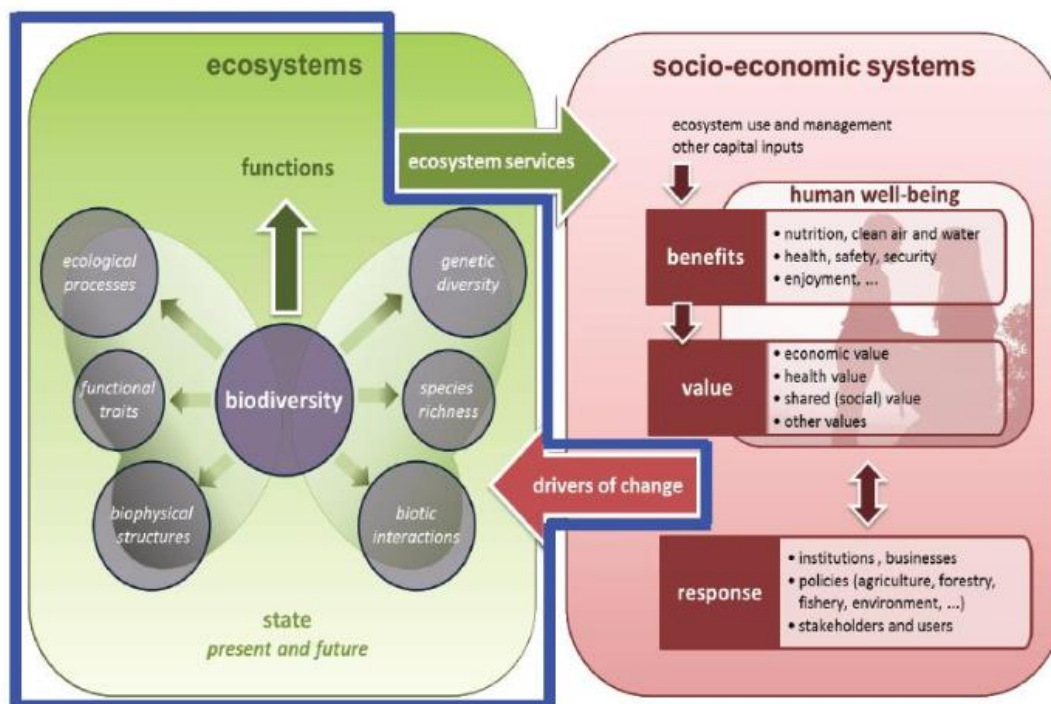 ecosystems
functions
ecological
processes
genetic
diversity
functional
traits
biodiversity
species
richness
biophysical
structures
biotic
interactions
state
present and future
ecosystem services
drivers of change
socio-economic systems
ecosystem use and management
other capital inputs
human well-being
benefits
• nutrition, clean air and water
• health, safety, security
• enjoyment, ...
value
• economic value
• health value
• shared (social) value
• other values
response
• institutions , businesses
• policies (agriculture, forestry,
fishery, environment, ...)
• stakeholders and users